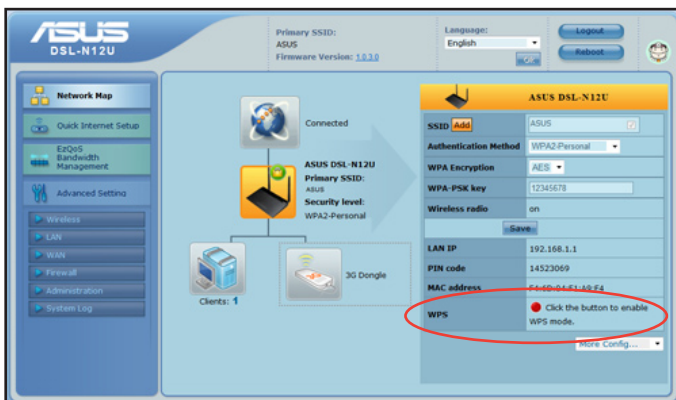 ASUS
DSL-N12U
Primary SSID:
ASUS
Firmware Version: 1.0.3.0
Language:
English
Logout
Reboot
Network Map
Quick Internet Setup
EzQoS
Bandwidth
Management
Advanced Setting
Wireless
LAN
WAN
Firewall
Administration
System Log
Connected
ASUS DSL-N12U
Primary SSID:
ASUS
Security level:
WPA2-Personal
Clients: 1
3G Dongle
ASUS DSL-N12U
SSID Add ASUS
Authentication Method WPA2-Personal
WPA Encryption AES
WPA-PSK key 12345678
Wireless radio on
Save
LAN IP 192.168.1.1
PIN code 14523069
MAC address
WPS Click the button to enable
WPS mode.
More Config...